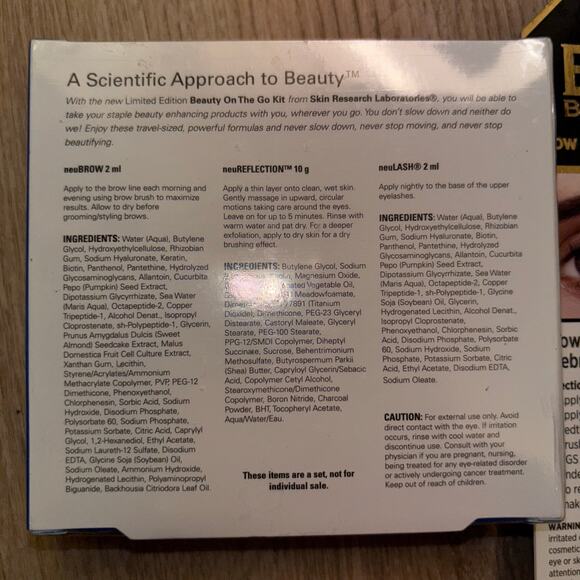 A Scientific Approach to Beauty™
With the new Limited Edition Beauty On The Go Kit from Skin Research Laboratories®, you will be able to
take your staple beauty enhancing products with you, wherever you go. You don't slow down and neither do
we! Enjoy these travel-sized, powerful formulas and never slow down, never stop moving, and never stop
beautifying.
neuBROW 2 ml
Apply to the brow line each morning and
evening using brow brush to maximize
results. Allow to dry before
grooming/styling brows.
INGREDIENTS: Water (Aqua), Butylene
Glycol, Hydroxyethylcellulose, Rhizobian
Gum, Sodium Hyaluronate, Keratin,
Biotin, Panthenol, Pantethine, Hydrolyzed
Glycosaminoglycans, Allantoin, Cucurbita
Pepo (Pumpkin) Seed Extract,
Dipotassium Glycyrrhizate, Sea Water
(Maris Aqua), Octapeptide-2, Copper
Tripeptide-1, Alcohol Denat., Isopropyl
Cloprostenate, sh-Polypeptide-1, Glycerin,
Prunus Amygdalus Dulcis (Sweet
Almond) Seedcake Extract, Malus
Domestica Fruit Cell Culture Extract,
Xanthan Gum, Lecithin,
Styrene/Acrylates/Ammonium
Methacrylate Copolymer, PVP, PEG-12
Dimethicone, Phenoxyethanol,
Chlorphenesin, Sorbic Acid, Sodium
Hydroxide, Disodium Phosphate,
Polysorbate 60, Sodium Phosphate,
Potassium Sorbate, Citric Acid, Caprylyl
Glycol, 1,2-Hexanediol, Ethyl Acetate,
Sodium Laureth-12 Sulfate, Disodium
EDTA, Glycine Soja (Soybean) Oil,
Sodium Oleate, Ammonium Hydroxide,
Hydrogenated Lecithin, Polyaminopropyl
Biguanide, Backhousia Citriodora Leaf Oil.
neuREFLECTION™ 10 g
Apply a thin layer onto clean, wet skin.
Gently massage in upward, circular
motions taking care around the eyes.
Leave on for up to 5 minutes. Rinse with
warm water and pat dry. For a deeper
exfoliation, apply to dry skin for a dry
brushing effect.
INGREDIENTS: Butylene Glycol, Sodium
Magnesium Oxide,
Vegetable Oil,
Meadowfoamate,
77891 (Titanium
Dioxide), Dimethicone, PEG-23 Glyceryl
Distearate, Castoryl Maleate, Glyceryl
Stearate, PEG-100 Stearate,
PPG-12/SMDI Copolymer, Diheptyl
Succinate, Sucrose, Behentrimonium
Methosulfate, Butyrospermum Parkii
(Shea) Butter, Capryloyl Glycerin/Sebacic
Acid, Copolymer Cetyl Alcohol,
Stearoxymethicone/Dimethicone
Copolymer, Boron Nitride, Charcoal
Powder, BHT, Tocopheryl Acetate,
Aqua/Water/Eau.
These items are a set, not for
individual sale.
neuLASH® 2 ml
Apply nightly to the base of the upper
eyelashes.
INGREDIENTS: Water (Aqua), Butylene
Glycol, Hydroxyethylcellulose, Rhizobian
Gum, Sodium Hyaluronate, Biotin,
Panthenol, Pantethine, Hydrolyzed
Glycosaminoglycans, Allantoin, Cucurbita
Pepo (Pumpkin) Seed Extract,
Dipotassium Glycyrrhizate, Sea Water
(Maris Aqua), Octapeptide-2, Copper
Tripeptide-1, sh-Polypeptide-1, Glycine
Soja (Soybean) Oil, Glycerin,
Hydrogenated Lecithin, Alcohol Denat.,
Isopropyl Cloprostenate,
Phenoxyethanol, Chlorphenesin, Sorbic
Acid, Disodium Phosphate, Polysorbate
60, Sodium Hydroxide, Sodium
Phosphate, Potassium Sorbate, Citric
Acid, Ethyl Acetate, Disodium EDTA,
Sodium Oleate.
CAUTION: For external use only. Avoid
direct contact with the eye. If irritation
occurs, rinse with cool water and
discontinue use. Consult with your
physician if you are pregnant, nursing,
being treated for any eye-related disorder
or actively undergoing cancer treatment.
Keep out of reach of children.
WARNIN
irritated
cosmetic
eye or sk
attention